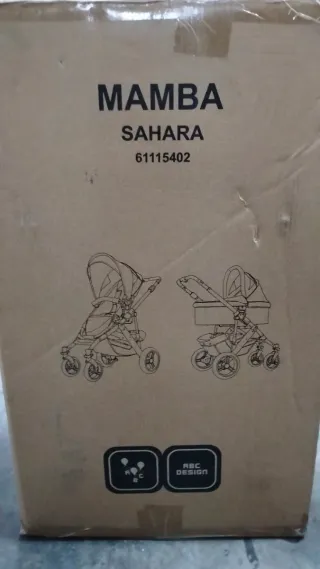 MAMBA
SAHARA
61115402
A B C
ABC
DESIGN